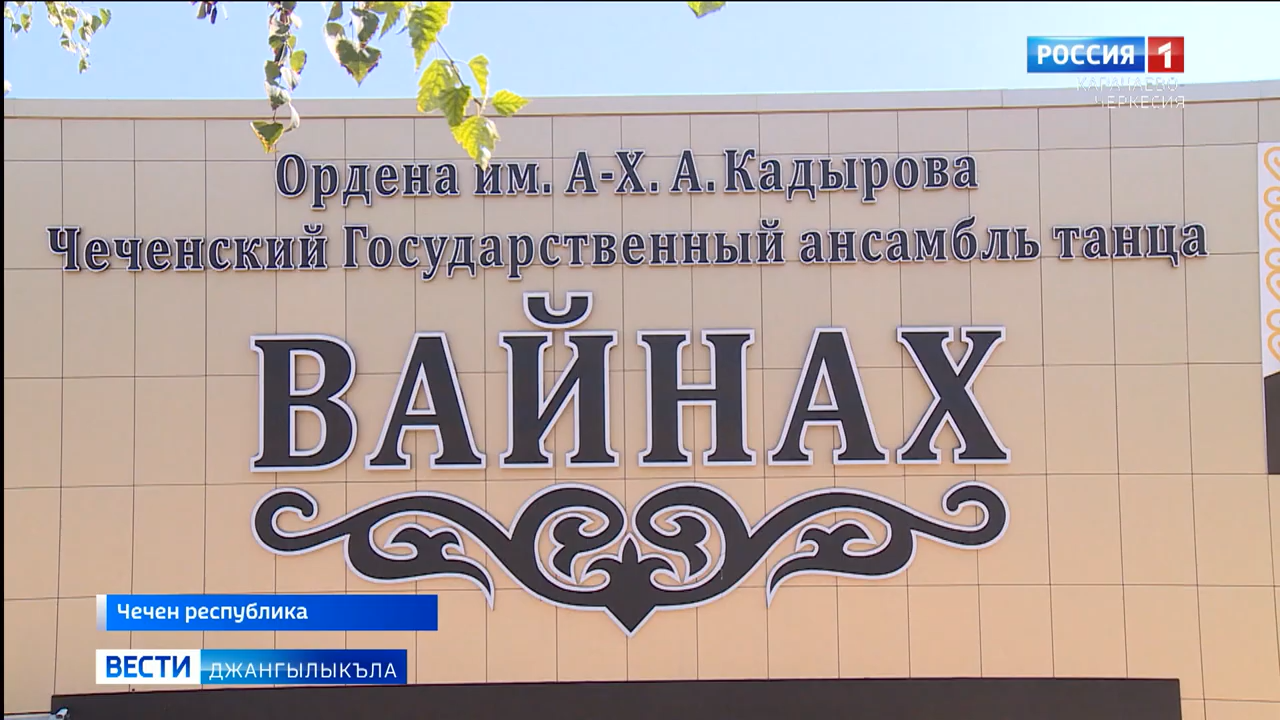 РОССИЯ 1
КАРАЧАЕВО-
ЧЕРКЕСИЯ
Ордена им. А-Х. А. Кадырова
Чеченский Государственный ансамбль танца
ВАЙНАХ
Чечен республика
ВЕСТИ ДЖАНГЫЛЫКЪЛА